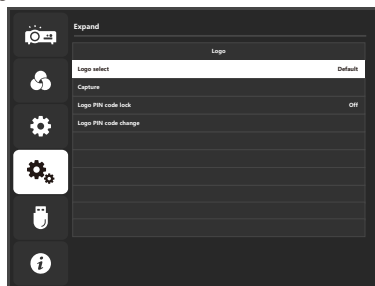 Expand
Logo
Logo select Default
Capture
Logo PIN code lock Off
Logo PIN code change